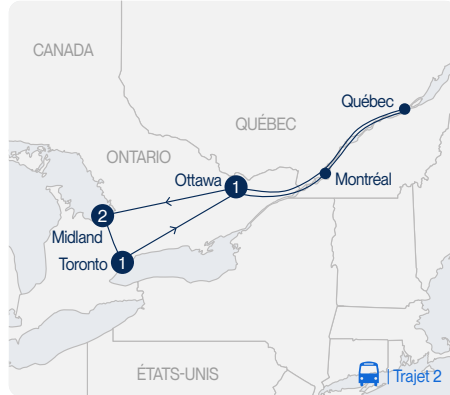 CANADA
Québec
QUÉBEC
ONTARIO
Ottawa
1
Montréal
2
Midland
Toronto
1
ÉTATS-UNIS
| Trajet 2